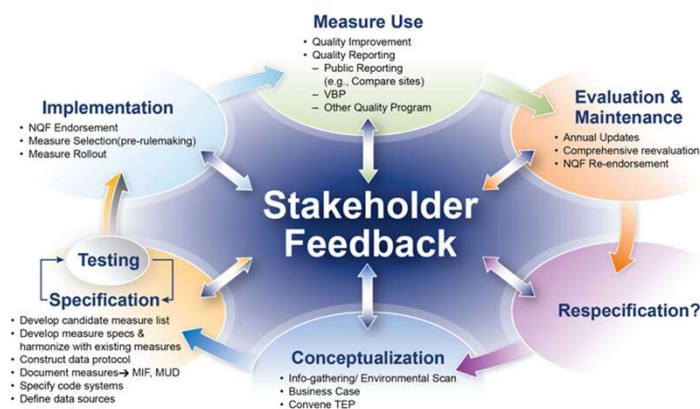 Measure Use
• Quality Improvement
• Quality Reporting
– Public Reporting
(e.g., Compare sites)
– VBP
– Other Quality Program
Implementation
• NQF Endorsement
• Measure Selection(pre-rulemaking)
• Measure Rollout
Evaluation &
Maintenance
• Annual Updates
• Comprehensive reevaluation
• NQF Re-endorsement
Stakeholder
Feedback
Testing
Specification
• Develop candidate measure list
• Develop measure specs &
harmonize with existing measures
• Construct data protocol
• Document measures➔ MIF, MUD
• Specify code systems
• Define data sources
Respecification?
Conceptualization
• Info-gathering/ Environmental Scan
• Business Case
• Convene TEP